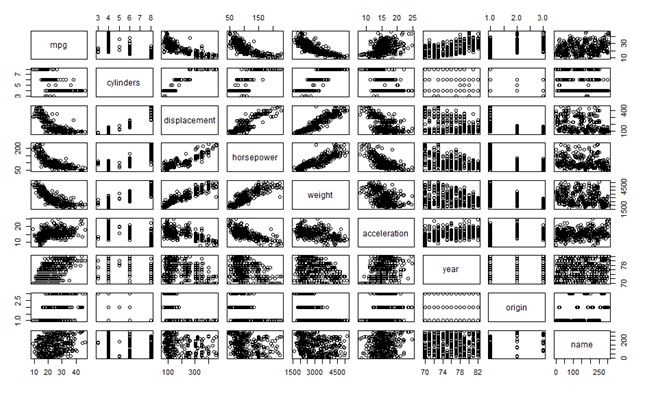 3 4 5 6 7 8 50 150 10 15 20 25 1.0 2.0 3.0
mpg 10 30
3 5 7 cylinders
displacement 100 400
50 200 horsepower
weight 1500 4500
10 20 acceleration
year 70 78
1.0 2.5 origin
name 0 200
10 20 30 40 100 300 1500 3000 4500 70 74 78 82 0 100 250